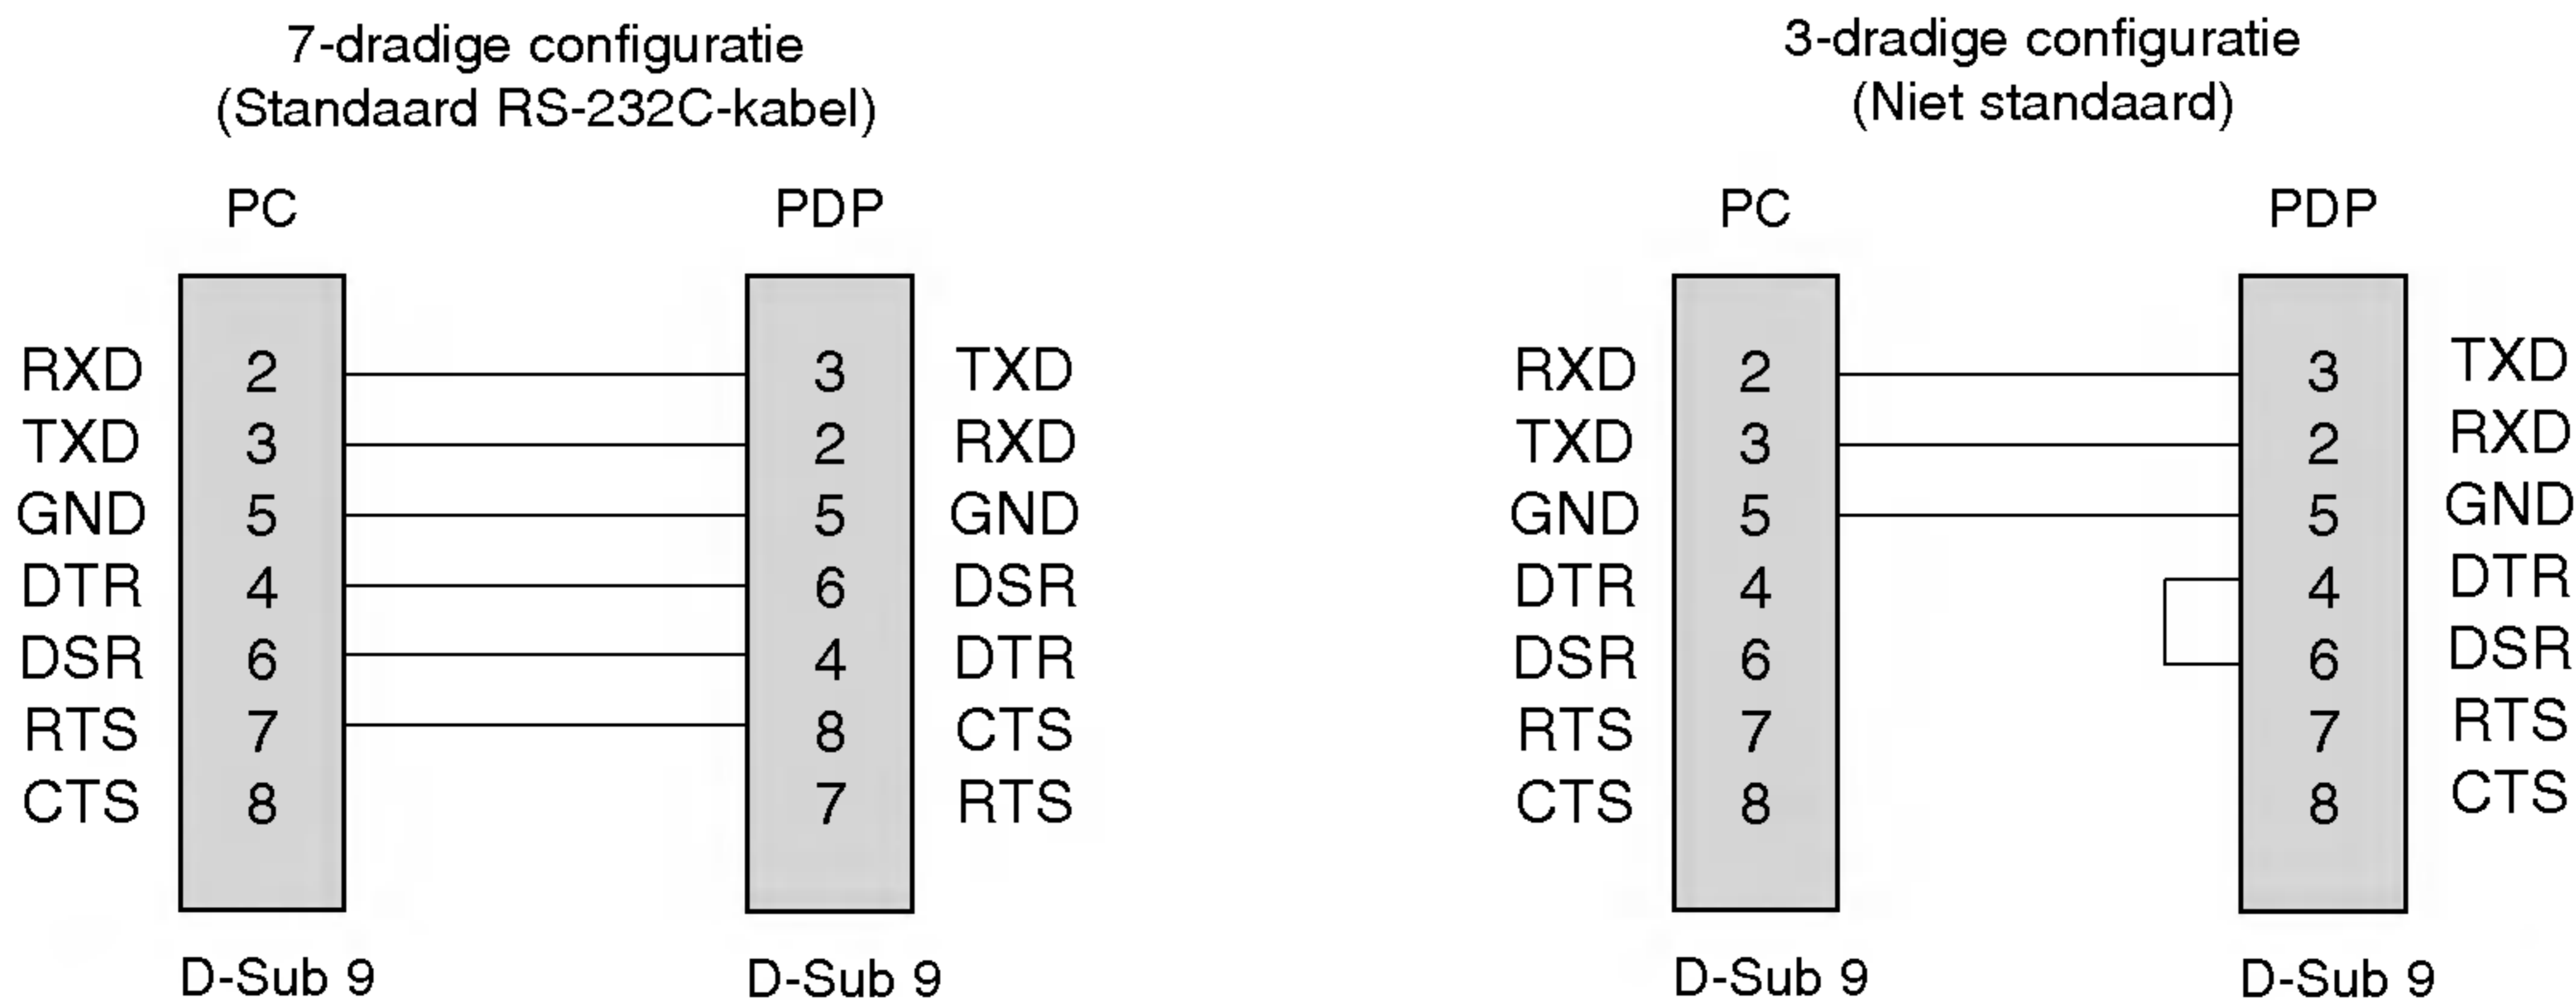 7-dradige configuratie
(Standaard RS-232C-kabel)
PC PDP
RXD 2 3 TXD
TXD 3 2 RXD
GND 5 5 GND
DTR 4 6 DSR
DSR 6 4 DTR
RTS 7 8 CTS
CTS 8 7 RTS
D-Sub 9 D-Sub 9
3-dradige configuratie
(Niet standaard)
PC PDP
RXD 2 3 TXD
TXD 3 2 RXD
GND 5 5 GND
DTR 4 4 DTR
DSR 6 6 DSR
RTS 7 7 RTS
CTS 8 8 CTS
D-Sub 9 D-Sub 9